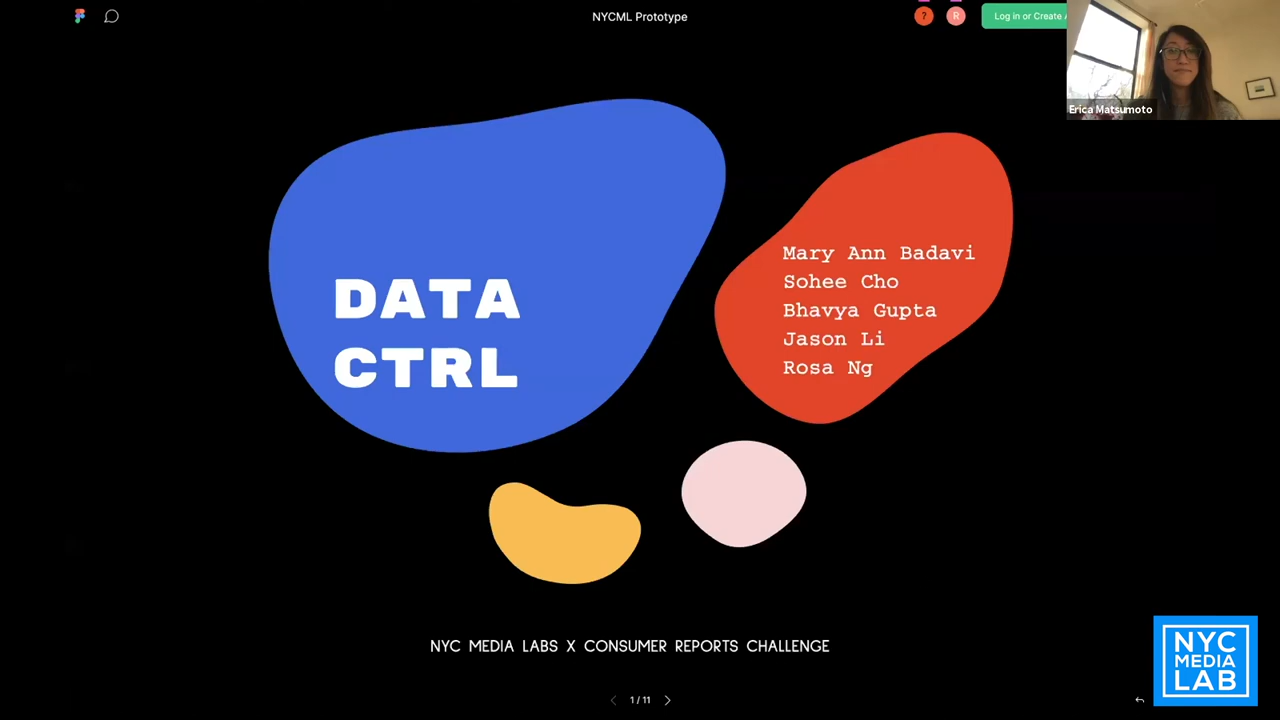 NYCML Prototype
?
R
Log in or Create
Erica Matsumoto
DATA
CTRL
Mary Ann Badavi
Sohee Cho
Bhavya Gupta
Jason Li
Rosa Ng
NYC MEDIA LABS X CONSUMER REPORTS CHALLENGE
1 / 11
NYC
MEDIA
LAB